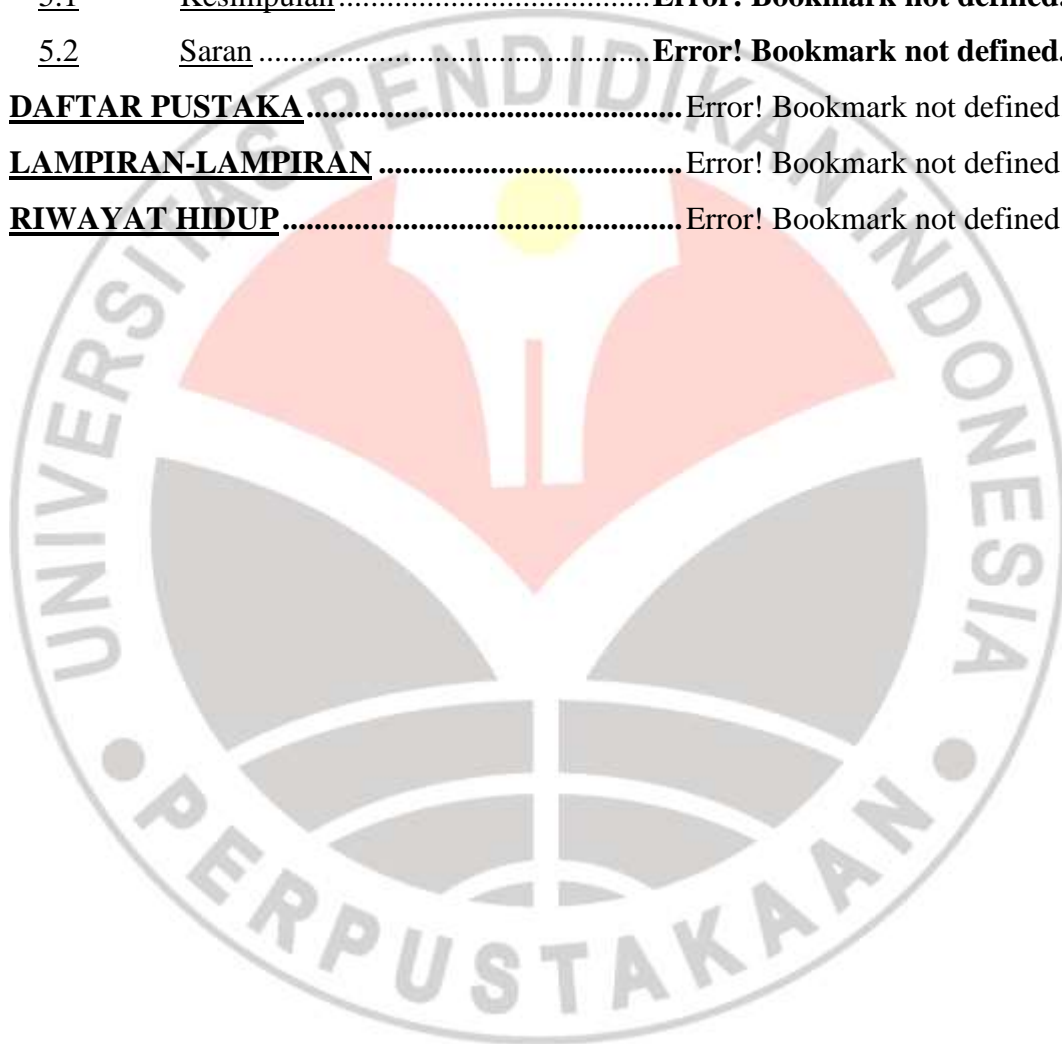 5.1 Kesimpulan........................................Error! Bookmark not defined.
5.2 Saran ..................................................Error! Bookmark not defined.
DAFTAR PUSTAKA................................................Error! Bookmark not defined
LAMPIRAN-LAMPIRAN .......................................Error! Bookmark not defined
RIWAYAT HIDUP...................................................Error! Bookmark not defined
UNIVERSITAS PENDIDIKAN INDONESIA
PERPUSTAKAAN